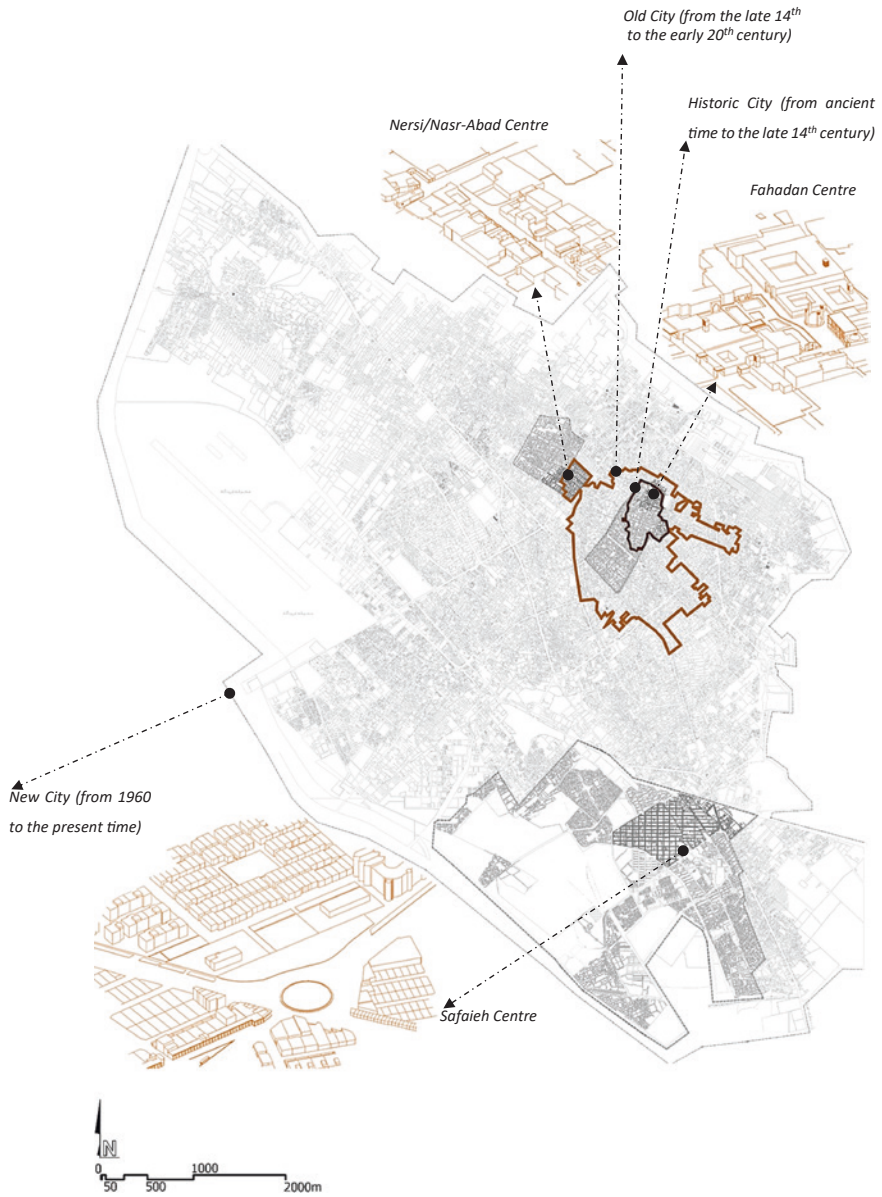 Old City (from the late 14th
to the early 20th century)
Historic City (from ancient
time to the late 14th century)
Nersi/Nasr-Abad Centre
Fahadan Centre
New City (from 1960
to the present time)
Safaieh Centre
N
0 1000
50 500 2000m